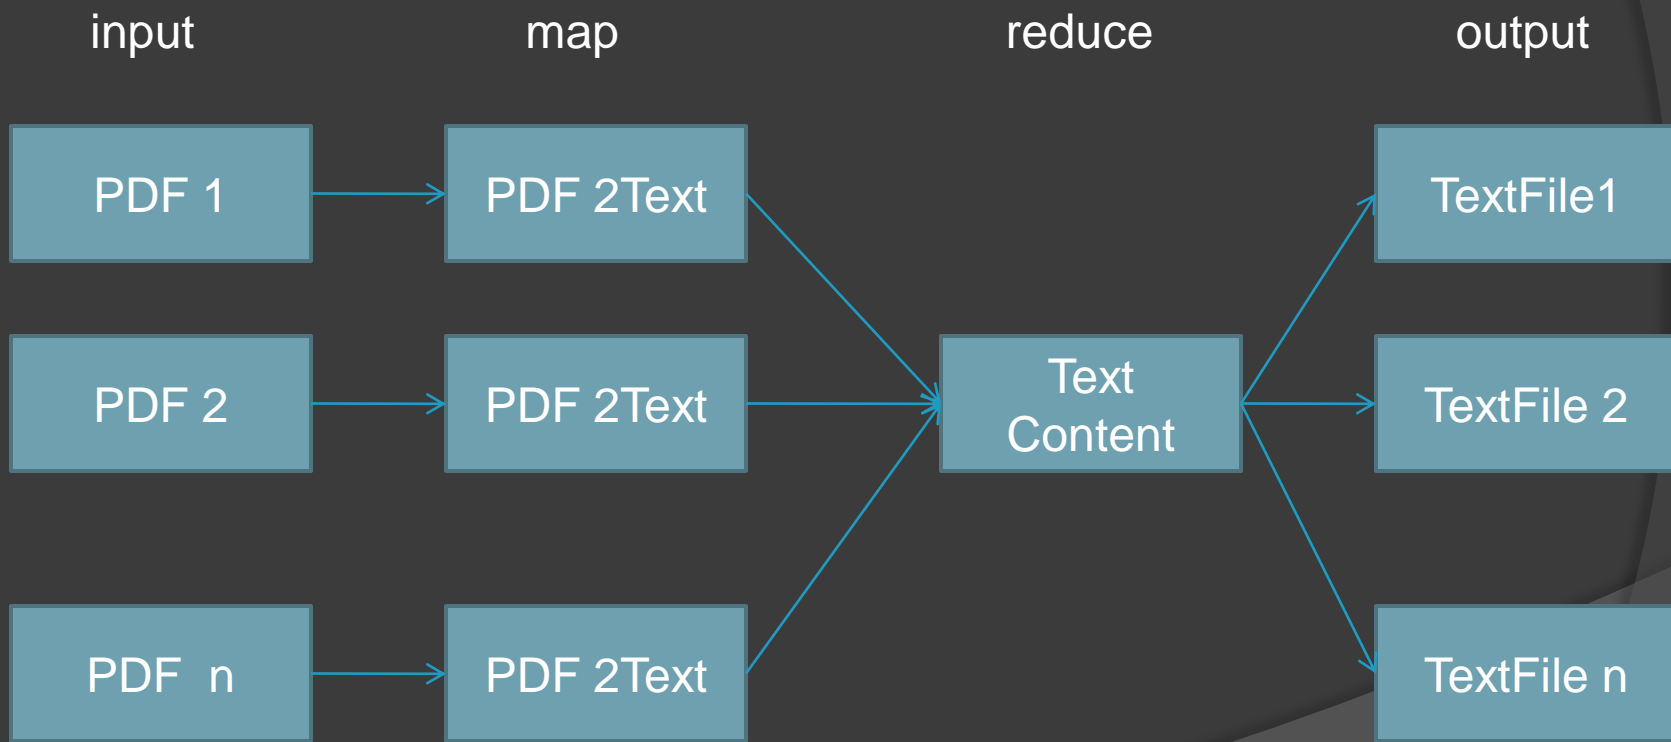 input map reduce output
PDF 1 PDF 2Text TextFile1
PDF 2 PDF 2Text Text
Content TextFile 2
PDF n PDF 2Text TextFile n